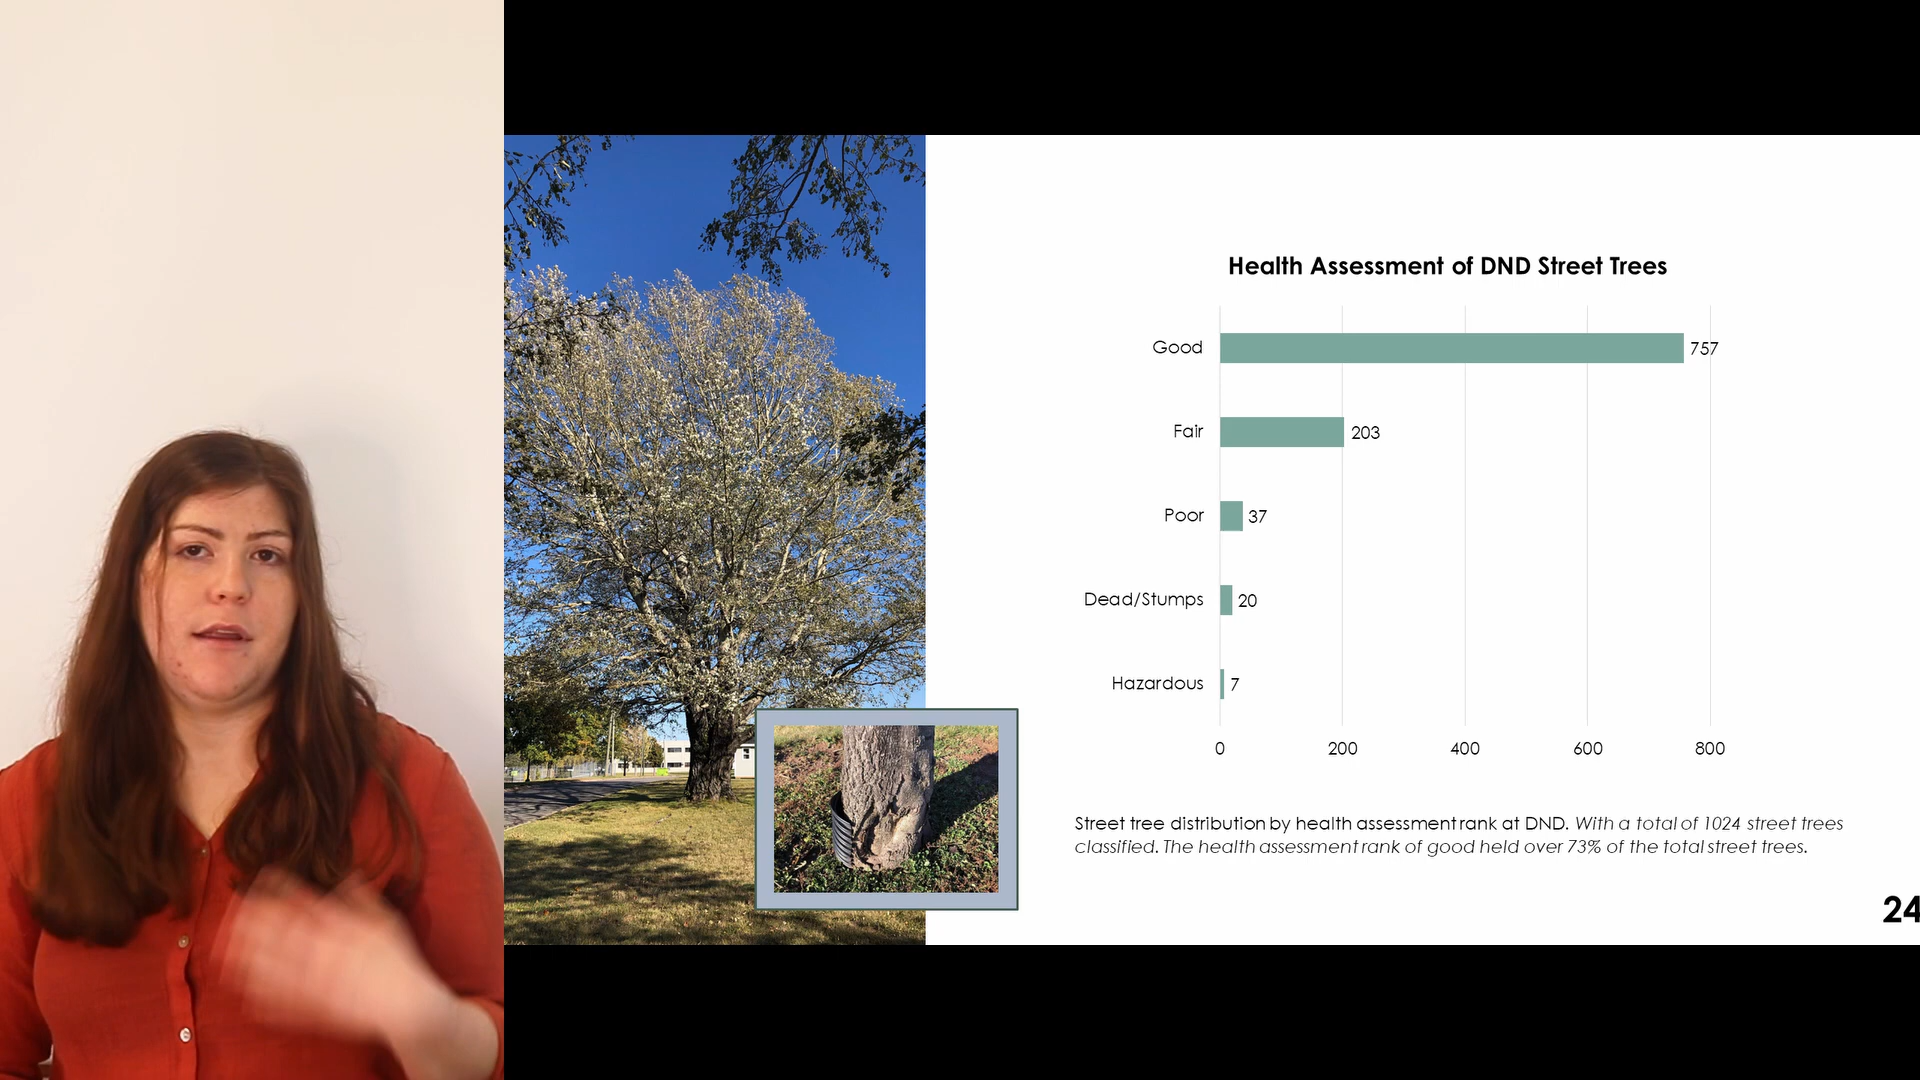 Health Assessment of DND Street Trees
Good 757
Fair 203
Poor 37
Dead/Stumps 20
Hazardous 7
0 200 400 600 800
Street tree distribution by health assessment rank at DND. With a total of 1024 street trees
classified. The health assessment rank of good held over 73% of the total street trees.
24